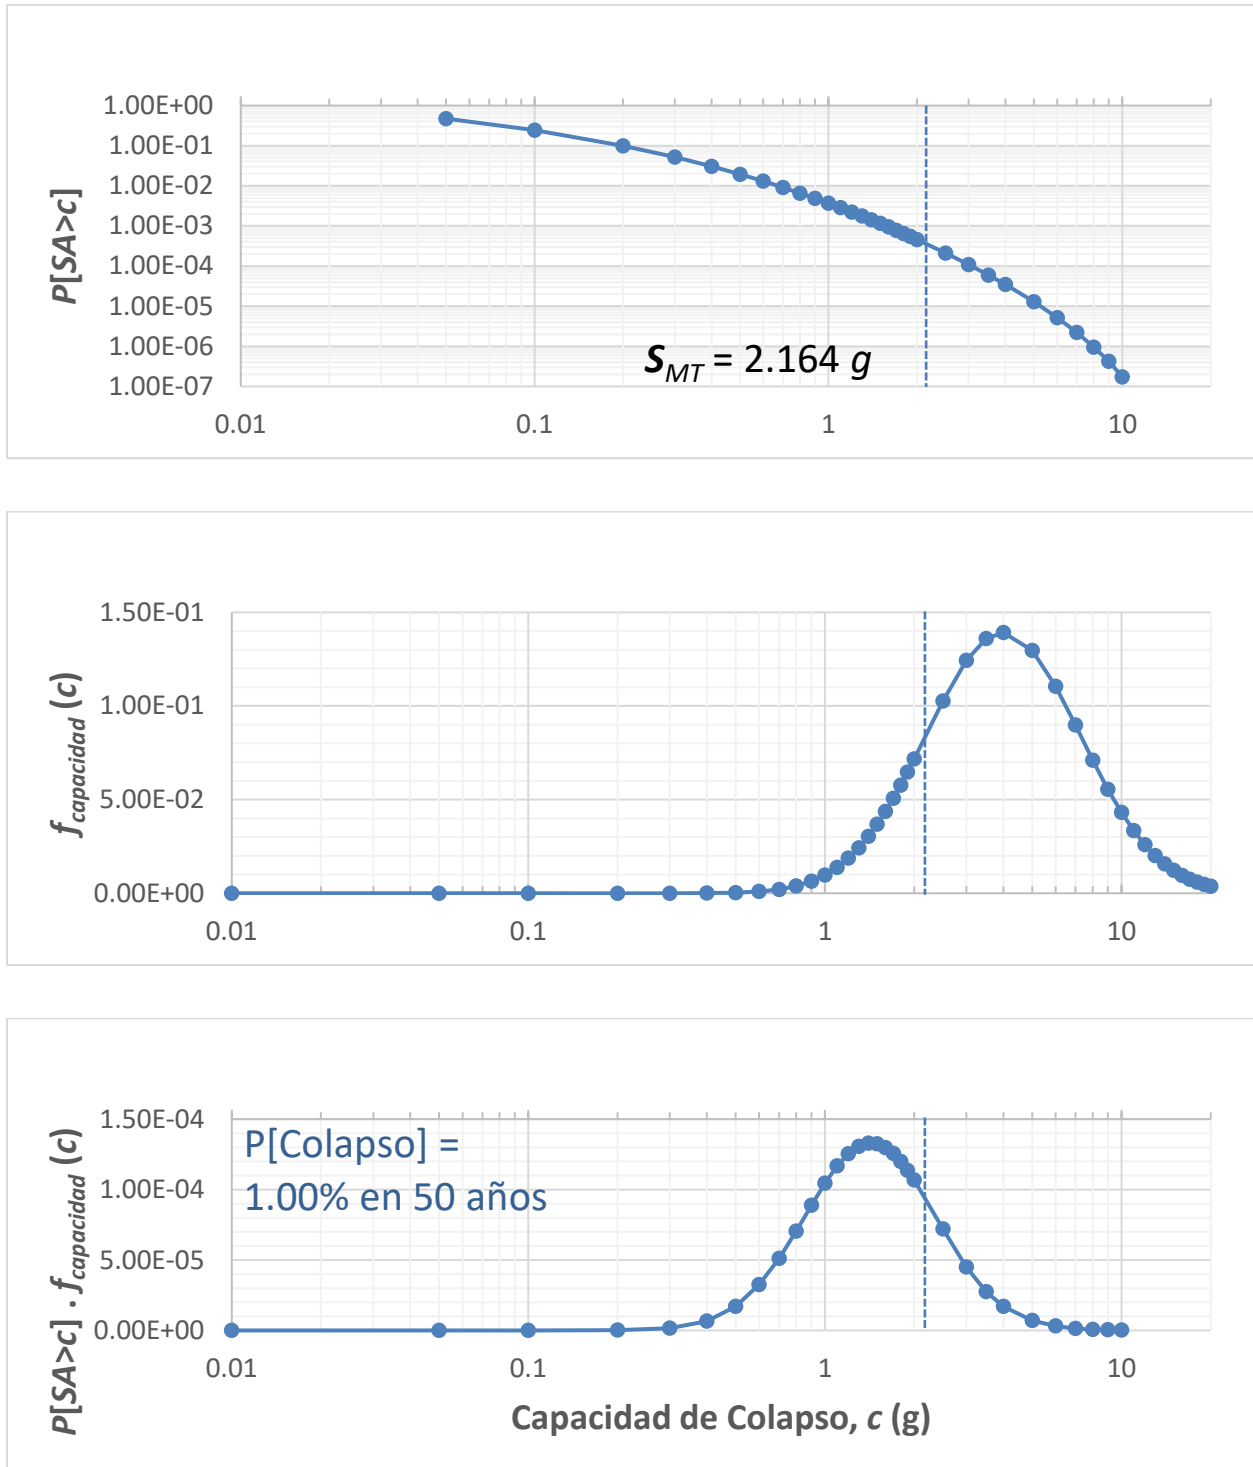 1.00E+00
1.00E-01
1.00E-02
1.00E-03
1.00E-04
1.00E-05
1.00E-06
1.00E-07
P[SA>c]
S_MT = 2.164 g
0.01 0.1 1 10
1.50E-01
1.00E-01
5.00E-02
0.00E+00
f_capacidad (c)
0.01 0.1 1 10
1.50E-04
1.00E-04
5.00E-05
0.00E+00
P[SA>c] · f_capacidad (c)
P[Colapso] =
1.00% en 50 años
0.01 0.1 1 10
Capacidad de Colapso, c (g)